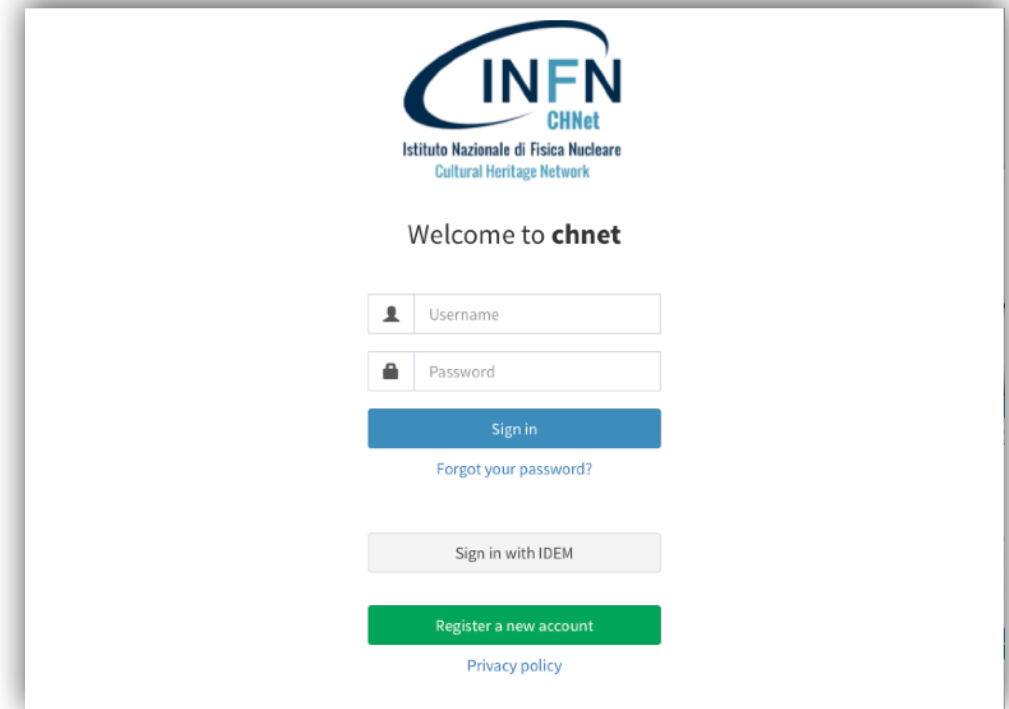 INFN
CHNet
Istituto Nazionale di Fisica Nucleare
Cultural Heritage Network
Welcome to chnet
Username
Password
Sign in
Forgot your password?
Sign in with IDEM
Register a new account
Privacy policy